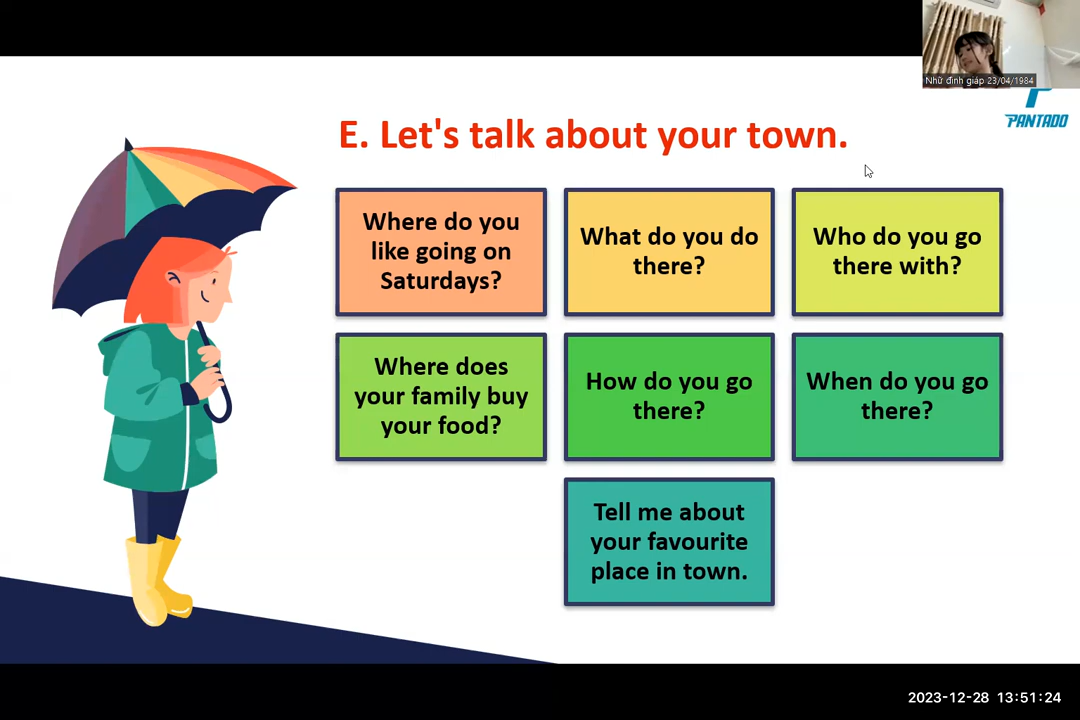 Nhữ đình giáp 23/04/1984
PANTADO
E. Let's talk about your town.
Where do you
like going on
Saturdays?
What do you do
there?
Who do you go
there with?
Where does
your family buy
your food?
How do you go
there?
When do you go
there?
Tell me about
your favourite
place in town.
2023-12-28 13:51:24